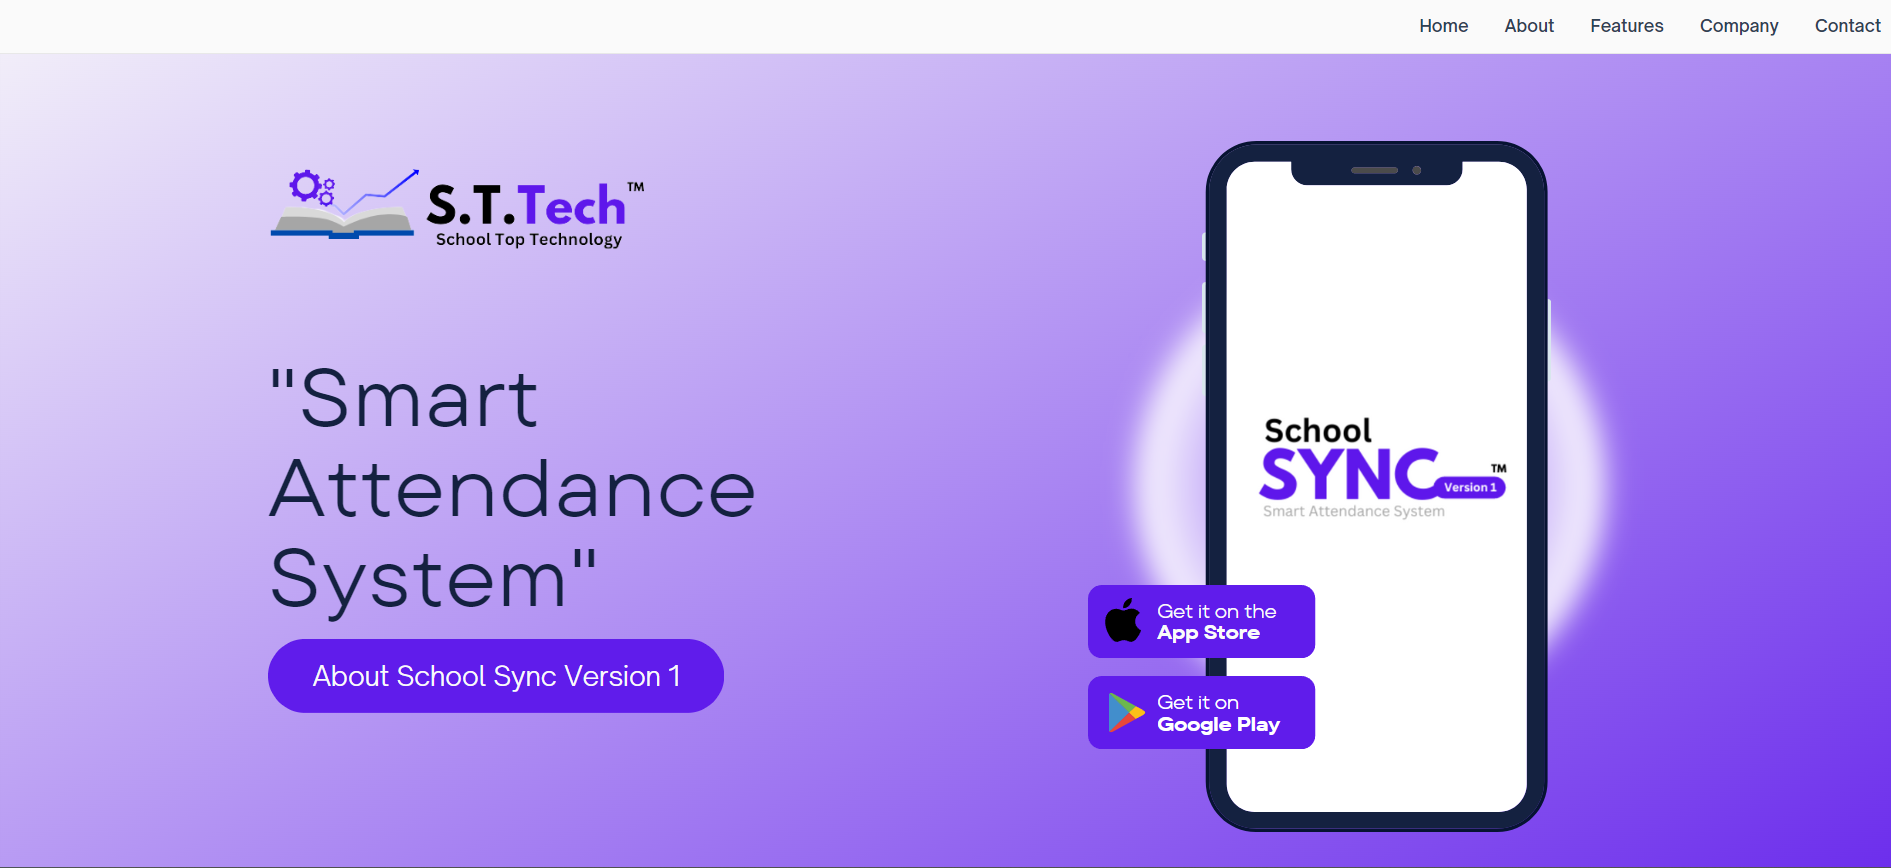 Home About Features Company Contact
S.T.Tech™
School Top Technology
"Smart
Attendance
System"
About School Sync Version 1
School
SYNC™
Version 1
Smart Attendance System
Get it on the
App Store
Get it on
Google Play